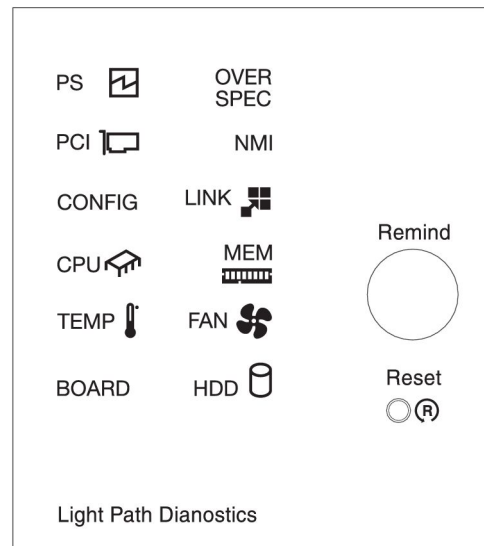 PS
OVER
SPEC
PCI
NMI
CONFIG
LINK
CPU
MEM
TEMP
FAN
BOARD
HDD
Remind
Reset
R
Light Path Dianostics